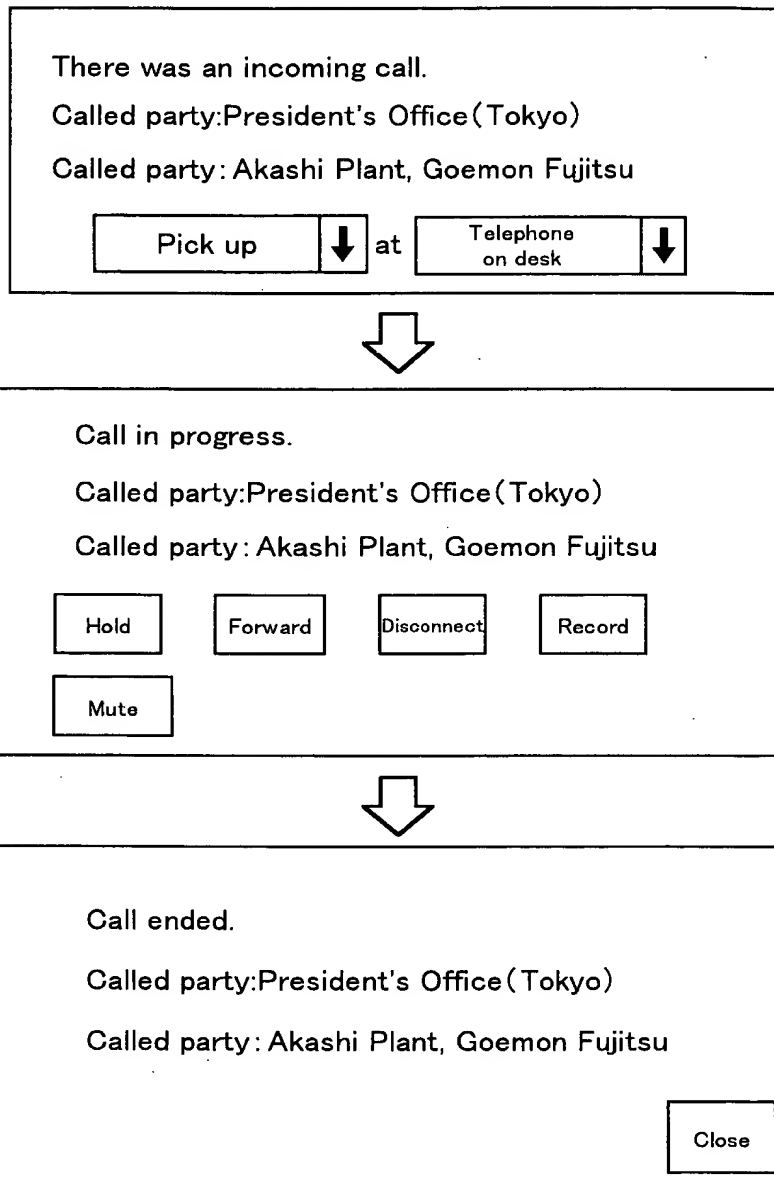 There was an incoming call.
Called party:President's Office(Tokyo)
Called party: Akashi Plant, Goemon Fujitsu
Pick up at Telephone on desk
Call in progress.
Called party:President's Office(Tokyo)
Called party: Akashi Plant, Goemon Fujitsu
Hold Forward Disconnect Record
Mute
Call ended.
Called party:President's Office(Tokyo)
Called party: Akashi Plant, Goemon Fujitsu
Close